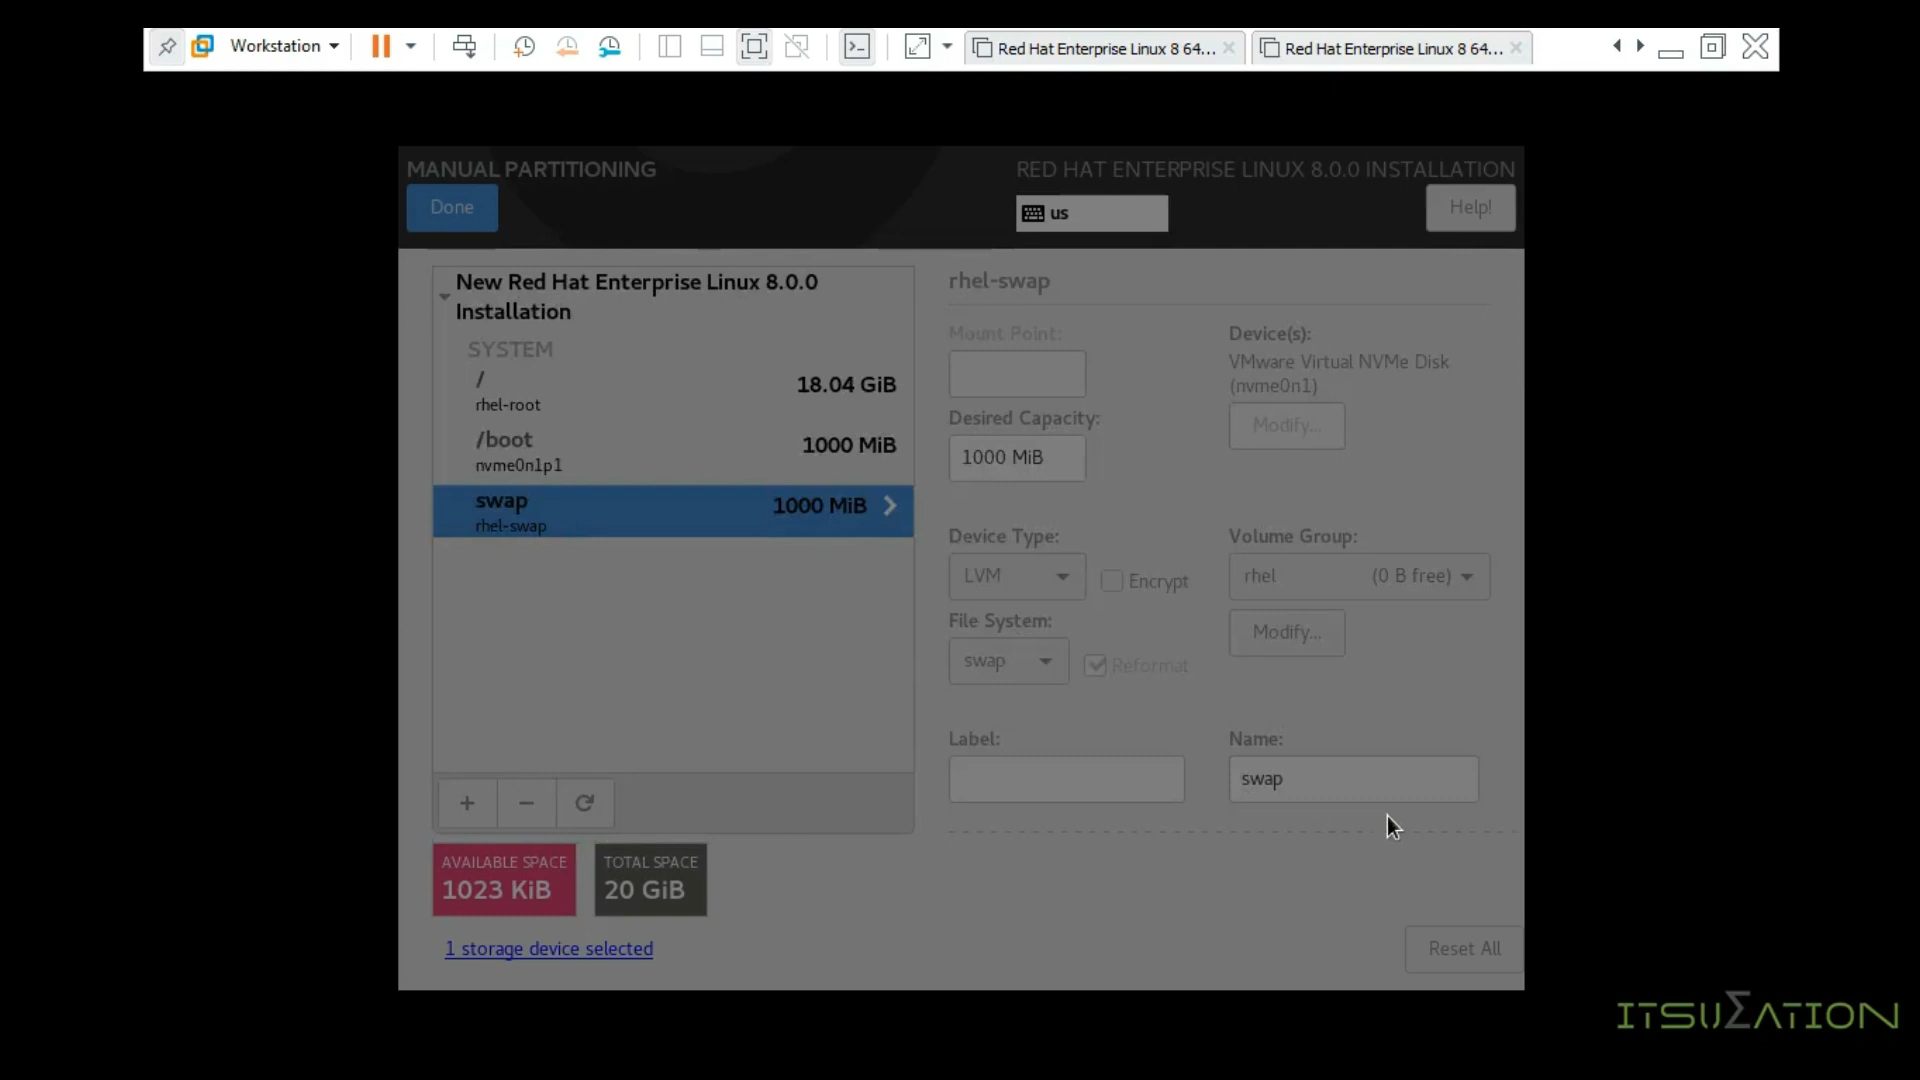 Workstation
Red Hat Enterprise Linux 8 64...
Red Hat Enterprise Linux 8 64...
MANUAL PARTITIONING
RED HAT ENTERPRISE LINUX 8.0.0 INSTALLATION
Done
us
Help!
New Red Hat Enterprise Linux 8.0.0
Installation
SYSTEM
/
18.04 GiB
rhel-root
/boot
1000 MiB
nvme0n1p1
swap
1000 MiB
rhel-swap
rhel-swap
Mount Point:
Device(s):
VMware Virtual NVMe Disk
(nvme0n1)
Modify...
Desired Capacity:
1000 MiB
Device Type:
Volume Group:
LVM
Encrypt
rhel (0 B free)
File System:
Modify...
swap
Reformat
Label:
Name:
swap
+ −
AVAILABLE SPACE
1023 KiB
TOTAL SPACE
20 GiB
1 storage device selected
Reset All
ITSUΣATION